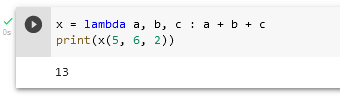 x = lambda a, b, c : a + b + c
0s
print(x(5, 6, 2))
13